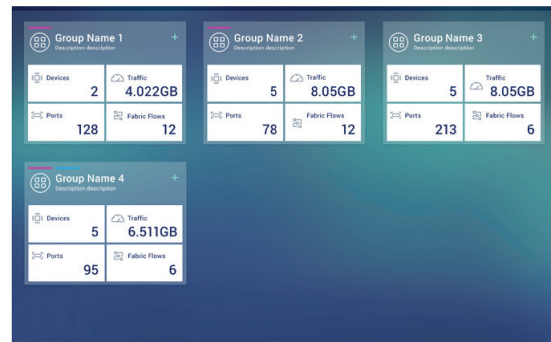 Group Name 1
Description description
Devices
2
Traffic
4.022GB
Ports
128
Fabric Flows
12
Group Name 2
Description description
Devices
5
Traffic
8.05GB
Ports
78
Fabric Flows
12
Group Name 3
Description description
Devices
5
Traffic
8.05GB
Ports
213
Fabric Flows
6
Group Name 4
Description description
Devices
5
Traffic
6.511GB
Ports
95
Fabric Flows
6